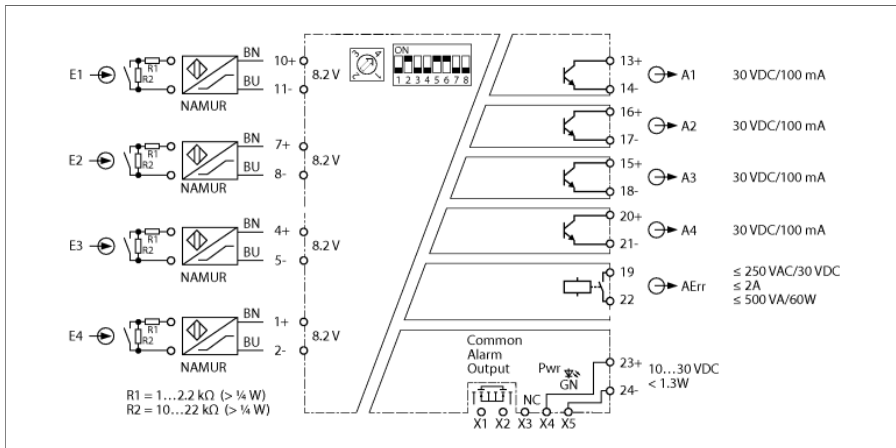 ON
1 2 3 4 5 6 7 8
E1
R1
R2
BN
10+
BU
11-
8.2 V
NAMUR
13+
14-
A1
30 VDC/100 mA
E2
R1
R2
BN
7+
BU
8-
8.2 V
NAMUR
16+
17-
A2
30 VDC/100 mA
E3
R1
R2
BN
4+
BU
5-
8.2 V
NAMUR
15+
18-
A3
30 VDC/100 mA
20+
21-
A4
30 VDC/100 mA
19
22
AErr
≤ 250 VAC/30 VDC
≤ 2A
≤ 500 VA/60W
E4
R1
R2
BN
1+
BU
2-
8.2 V
NAMUR
Common
Alarm
Output
Pwr
GN
NC
23+
24-
10...30 VDC
< 1.3W
R1 = 1...2.2 kΩ (> ¼ W)
R2 = 10...22 kΩ (> ¼ W)
X1 X2 X3 X4 X5